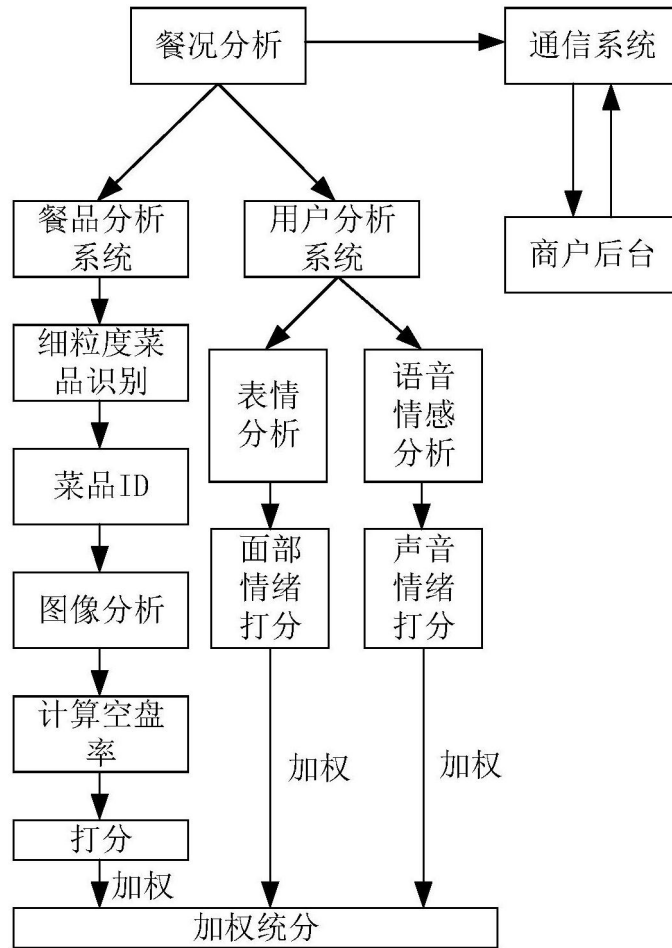 餐况分析
通信系统
餐品分析
系统
用户分析
系统
商户后台
细粒度菜
品识别
表情
分析
语音
情感
分析
菜品ID
面部
情绪
打分
声音
情绪
打分
图像分析
计算空盘
率
加权
加权
打分
加权
加权统分